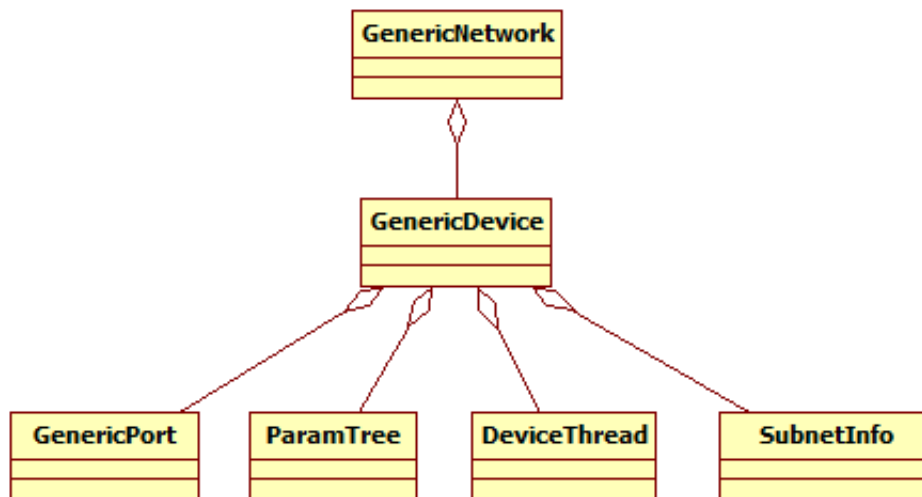 GenericNetwork
GenericDevice
GenericPort
ParamTree
DeviceThread
SubnetInfo